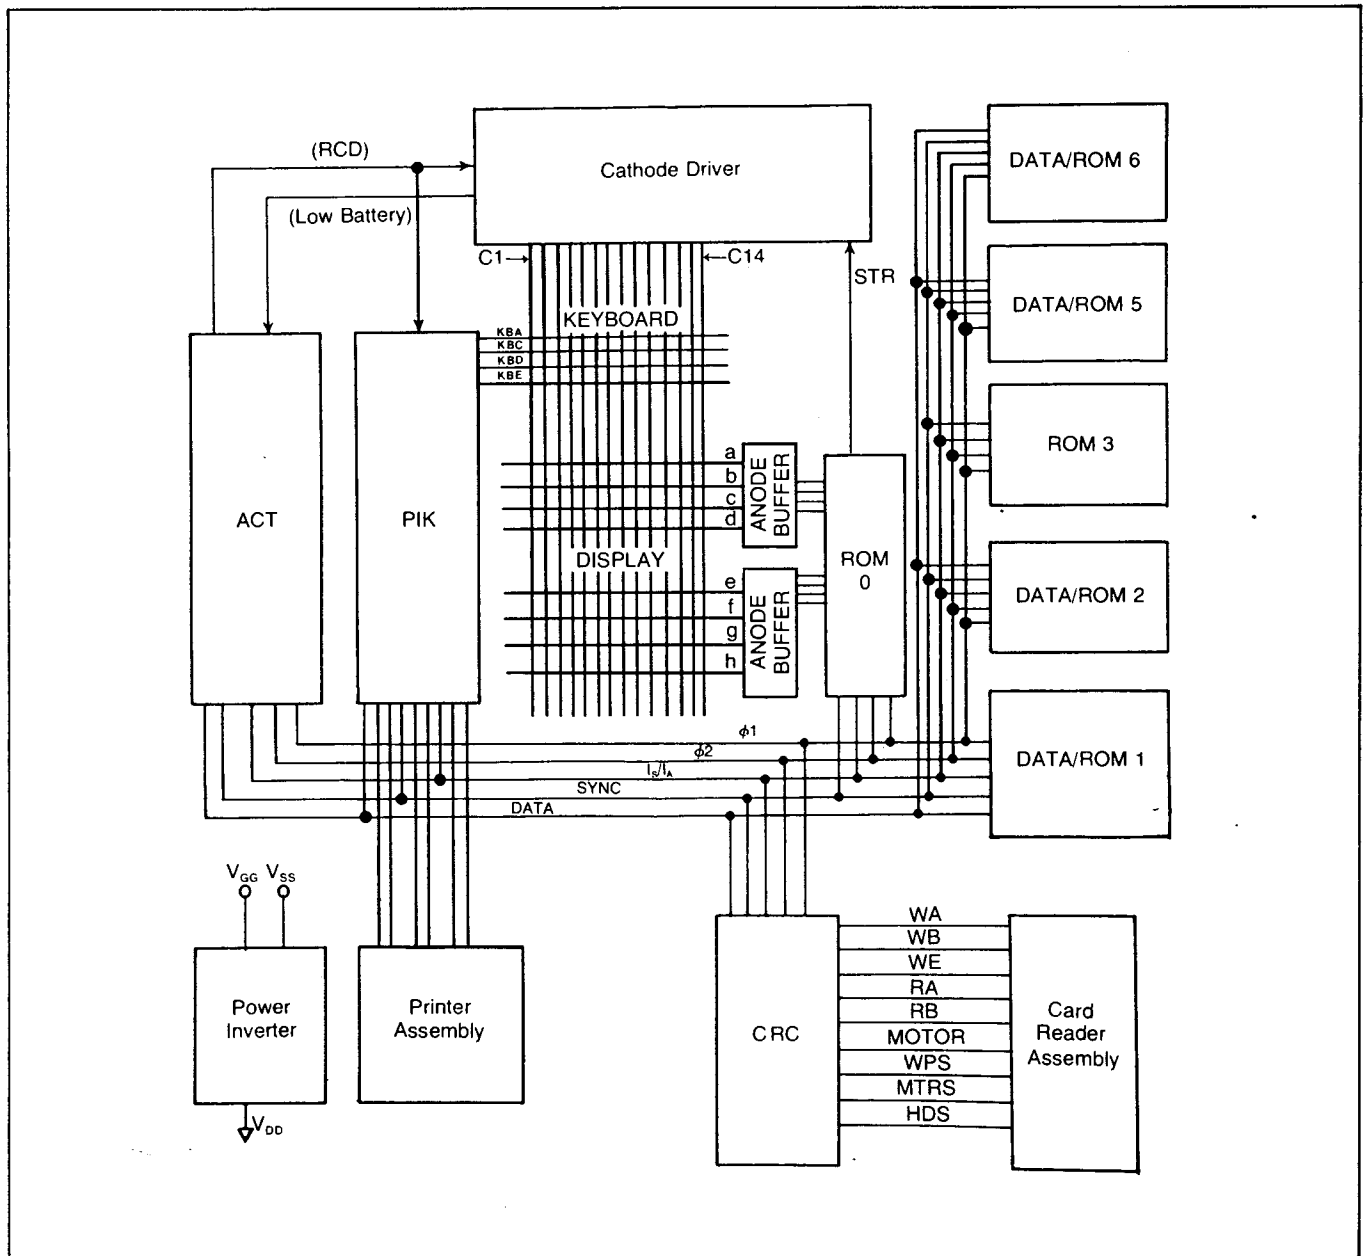 (RCD)
(Low Battery)
Cathode Driver
C1
C14
STR
KEYBOARD
KBA
KBC
KBD
KBE
ACT
PIK
a
b
c
d
ANODE
BUFFER
DISPLAY
e
f
g
h
ANODE
BUFFER
ROM
0
DATA/ROM 6
DATA/ROM 5
ROM 3
DATA/ROM 2
DATA/ROM 1
ϕ1
ϕ2
IS/IA
SYNC
DATA
VGG VSS
Power
Inverter
VDD
Printer
Assembly
CRC
WA
WB
WE
RA
RB
MOTOR
WPS
MTRS
HDS
Card
Reader
Assembly